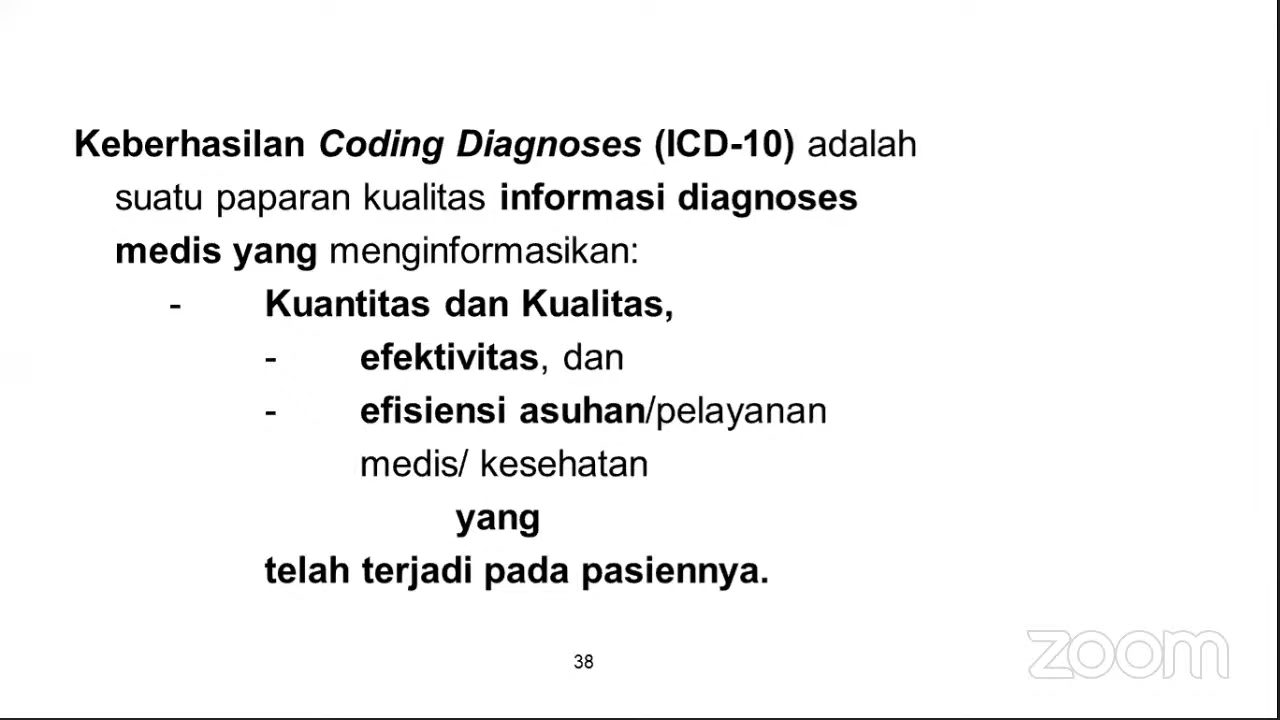 Keberhasilan Coding Diagnoses (ICD-10) adalah
suatu paparan kualitas informasi diagnoses
medis yang menginformasikan:
- Kuantitas dan Kualitas,
- efektivitas, dan
- efisiensi asuhan/pelayanan
medis/ kesehatan
yang
telah terjadi pada pasiennya.
38
zoom